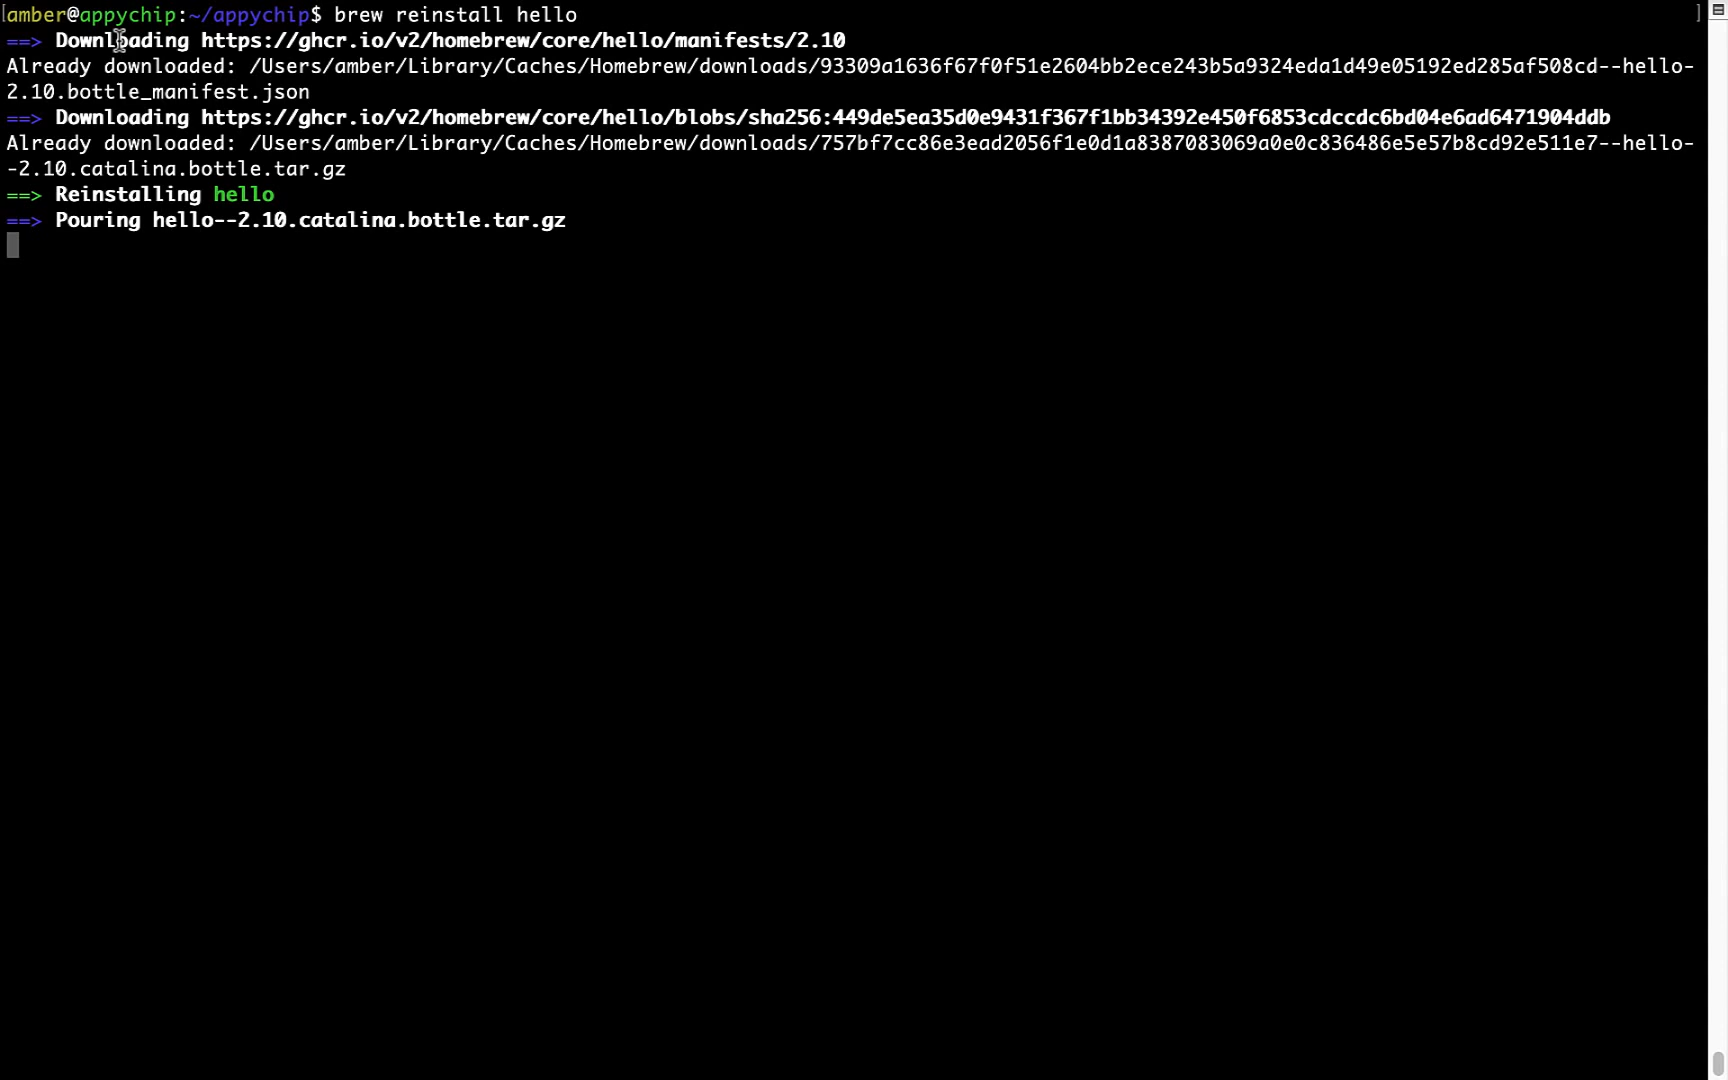 [amber@appychip:~/appychip$ brew reinstall hello ]
==> Downloading https://ghcr.io/v2/homebrew/core/hello/manifests/2.10
Already downloaded: /Users/amber/Library/Caches/Homebrew/downloads/93309a1636f67f0f51e2604bb2ece243b5a9324eda1d49e05192ed285af508cd--hello-
2.10.bottle_manifest.json
==> Downloading https://ghcr.io/v2/homebrew/core/hello/blobs/sha256:449de5ea35d0e9431f367f1bb34392e450f6853cdccdc6bd04e6ad6471904ddb
Already downloaded: /Users/amber/Library/Caches/Homebrew/downloads/757bf7cc86e3ead2056f1e0d1a8387083069a0e0c836486e5e57b8cd92e511e7--hello-
-2.10.catalina.bottle.tar.gz
==> Reinstalling hello
==> Pouring hello--2.10.catalina.bottle.tar.gz